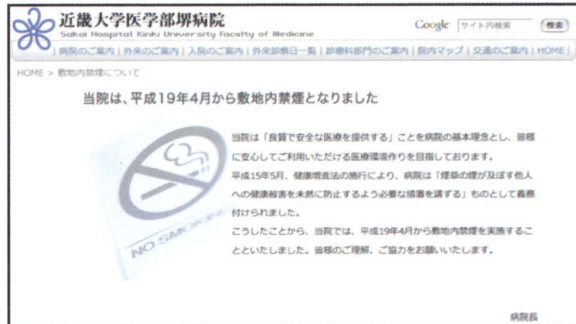 近畿大学医学部堺病院
Sakai Hospital Kinki University Faculty of Medicine
Google サイト内検索 検索
| 病院のご案内 | 外来のご案内 | 入院のご案内 | 外来診察日一覧 | 診療科部門のご案内 | 院内マップ | 交通のご案内 | HOME |
HOME > 敷地内禁煙について
当院は、平成19年4月から敷地内禁煙となりました
当院は「良質で安全な医療を提供する」ことを病院の基本理念とし、皆様
に安心してご利用いただける医療環境作りを目指しております。
平成15年5月、健康増進法の施行により、病院は「煙草の煙が及ぼす他人
への健康被害を未然に防止するよう必要な措置を講ずる」ものとして義務
付けられました。
こうしたことから、当院では、平成19年4月から敷地内禁煙を実施するこ
とといたしました。皆様のご理解、ご協力をお願いいたします。
NO SMOKING
病院長